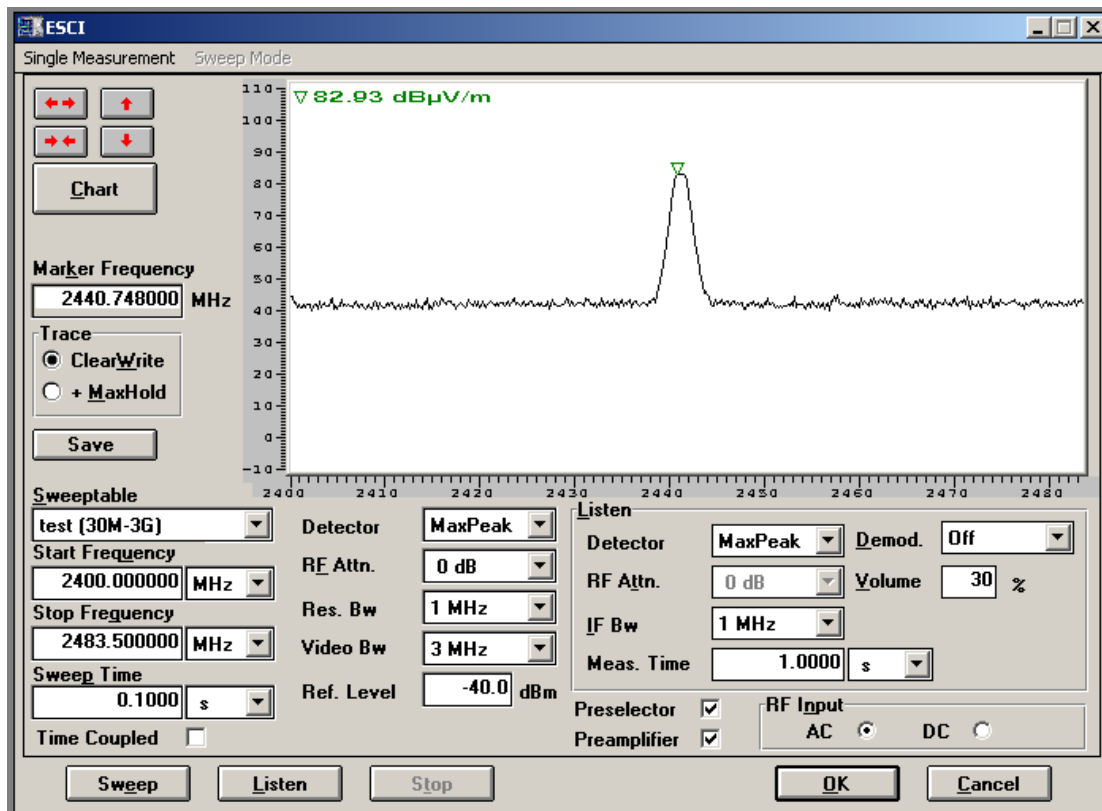 ESCI
Single Measurement Sweep Mode
▽82.93 dBµV/m
110
100
90
80
70
60
50
40
30
20
10
0
-10
2400 2410 2420 2430 2440 2450 2460 2470 2480
Chart
Marker Frequency
2440.748000 MHz
Trace
ClearWrite
+ MaxHold
Save
Sweeptable
test (30M-3G)
Start Frequency
2400.000000 MHz
Stop Frequency
2483.500000 MHz
Sweep Time
0.1000 s
Time Coupled
Detector MaxPeak
RF Attn. 0 dB
Res. Bw 1 MHz
Video Bw 3 MHz
Ref. Level -40.0 dBm
Listen
Detector MaxPeak Demod. Off
RF Attn. 0 dB Volume 30 %
IF Bw 1 MHz
Meas. Time 1.0000 s
Preselector
Preamplifier
RF Input
AC DC
Sweep Listen Stop OK Cancel